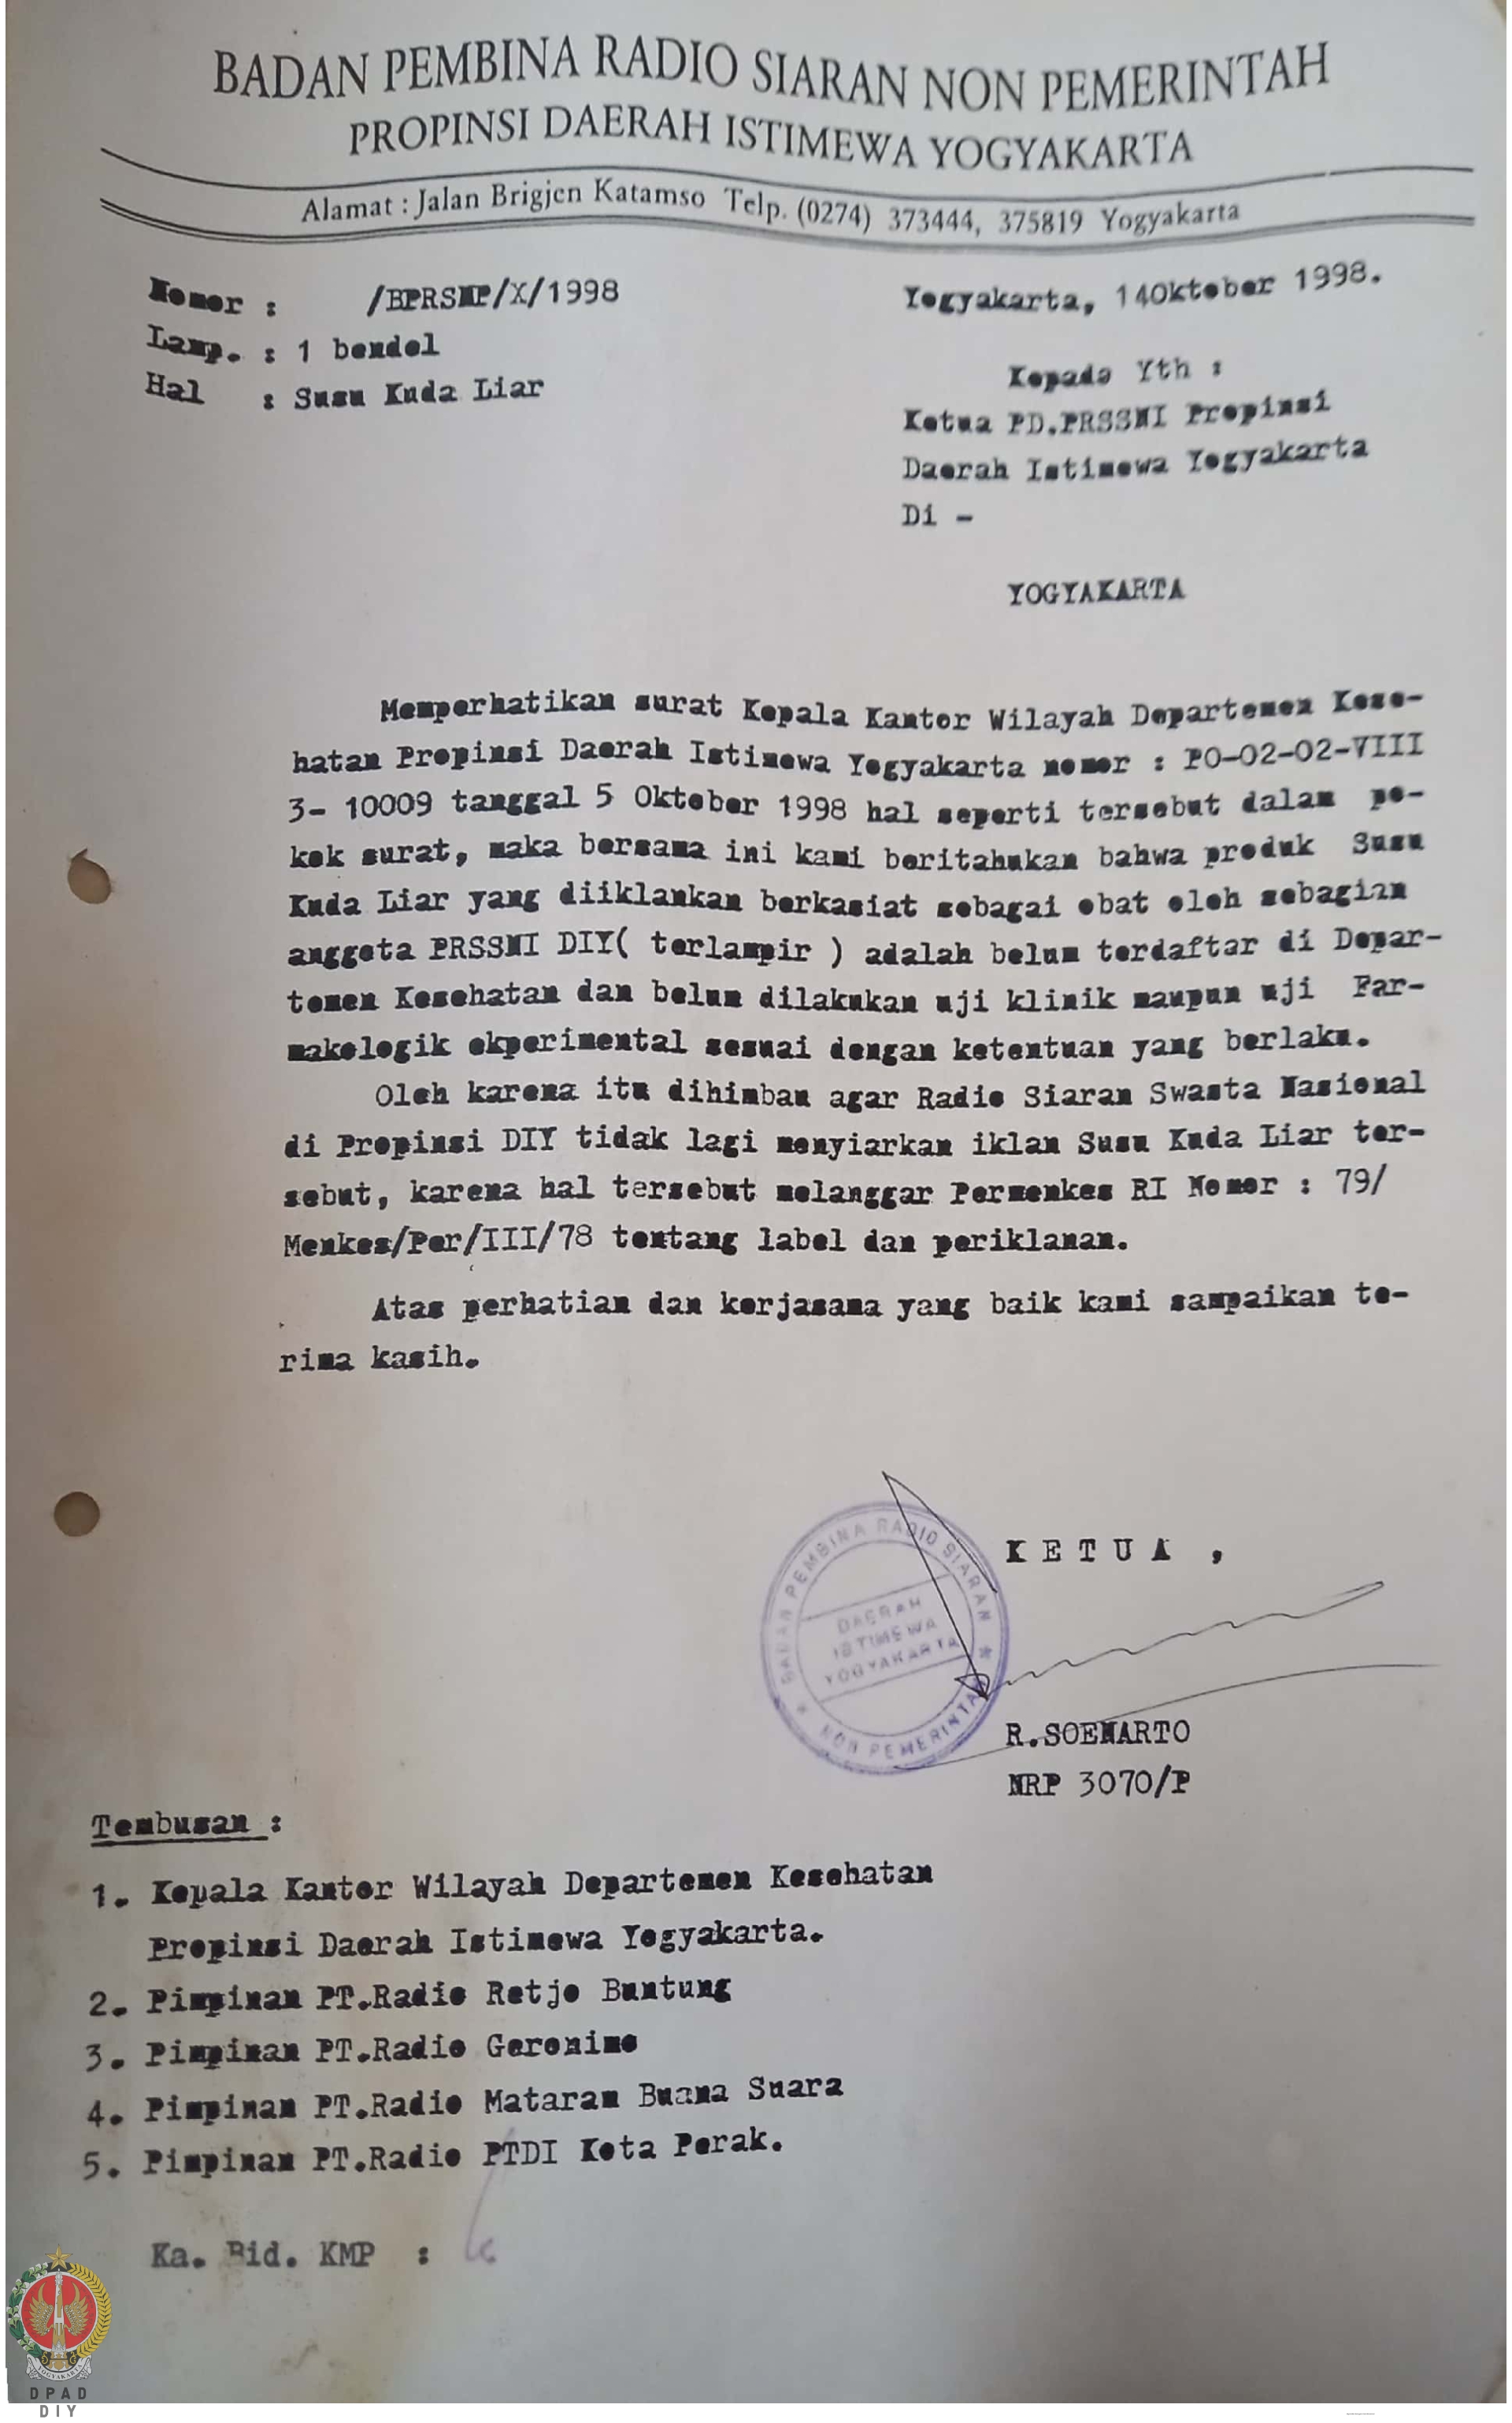 BADAN PEMBINA RADIO SIARAN NON PEMERINTAH
PROPINSI DAERAH ISTIMEWA YOGYAKARTA
Alamat : Jalan Brigjen Katamso Telp. (0274) 373444, 375819 Yogyakarta
Nomor : /BPRSNP/X/1998
Yogyakarta, 14Oktober 1998.
Lamp. : 1 bendel
Hal : Susu Kuda Liar
Kepada Yth :
Ketua PD.PRSSNI Propinsi
Daerah Istimewa Yogyakarta
Di -
YOGYAKARTA
Memperhatikan surat Kepala Kantor Wilayah Departemen Kese-
hatan Propinsi Daerah Istimewa Yogyakarta nomor : PO-02-02-VIII
3- 10009 tanggal 5 Oktober 1998 hal seperti tersebut dalam po-
kok surat, maka bersama ini kami beritahukan bahwa produk Susu
Kuda Liar yang diiklankan berkasiat sebagai obat oleh sebagian
anggota PRSSNI DIY( terlampir ) adalah belum terdaftar di Depar-
temen Kesehatan dan belum dilakukan uji klinik maupun uji Far-
makologik ekperimental sesuai dengan ketentuan yang berlaku.
Oleh karena itu dihimbau agar Radio Siaran Swasta Nasional
di Propinsi DIY tidak lagi menyiarkan iklan Susu Kuda Liar ter-
sebut, karena hal tersebut melanggar Permenkes RI Nomor : 79/
Menkes/Per/III/78 tentang label dan periklanan.
Atas perhatian dan kerjasama yang baik kami sampaikan te-
rima kasih.
K E T U A ,
BADAN PEMBINA RADIO SIARAN
DAERAH
ISTIMEWA
YOGYAKARTA
NON PEMERINTAH
R.SOENARTO
NRP 3070/P
Tembusan :
1. Kepala Kantor Wilayah Departemen Kesehatan
Propinsi Daerah Istimewa Yogyakarta.
2. Pimpinan PT.Radio Retjo Buntung
3. Pimpinan PT.Radio Geronimo
4. Pimpinan PT.Radio Mataram Buana Suara
5. Pimpinan PT.Radio PTDI Kota Perak.
Ka. Bid. KMP :
YOGYAKARTA
DPAD
DIY